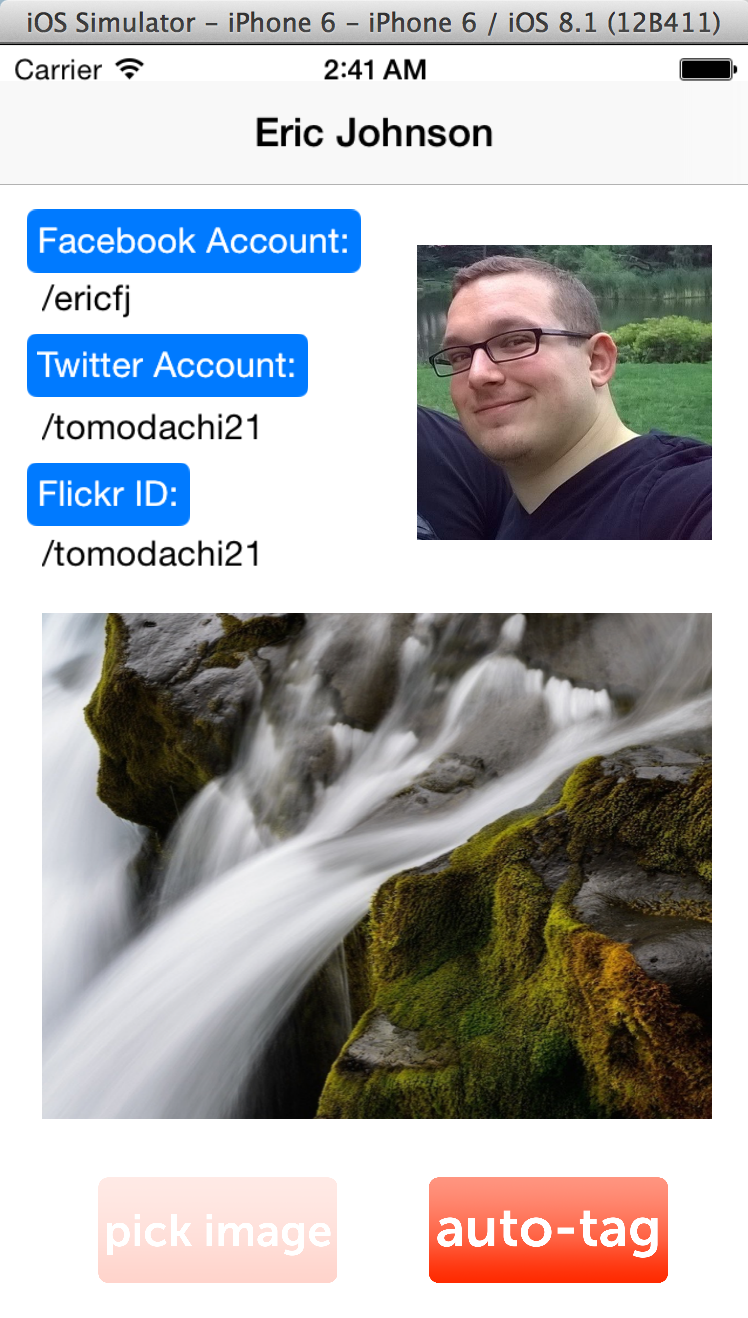 iOS Simulator – iPhone 6 – iPhone 6 / iOS 8.1 (12B411)
Carrier 2:41 AM
Eric Johnson
Facebook Account:
/ericfj
Twitter Account:
/tomodachi21
Flickr ID:
/tomodachi21
pick image auto-tag